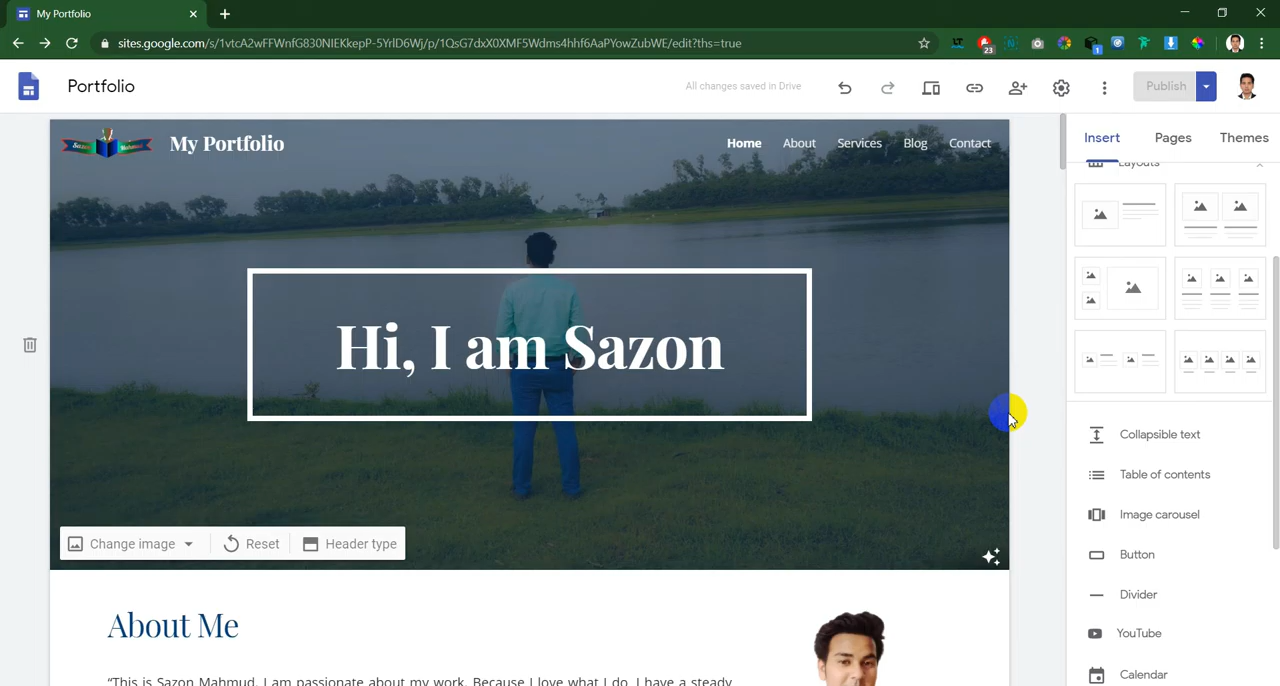 My Portfolio
sites.google.com/s/1vtcA2wFFWnfG830NIEKkepP-5YrlD6Wj/p/1QsG7dxX0XMF5Wdms4hhf6AaPYowZubWE/edit?ths=true
23
1
Portfolio
All changes saved in Drive
Publish
My Portfolio
Home
About
Services
Blog
Contact
Insert
Pages
Themes
Layouts
Hi, I am Sazon
Collapsible text
Table of contents
Image carousel
Button
Divider
YouTube
Calendar
Change image
Reset
Header type
About Me
"This is Sazon Mahmud. I am passionate about my work. Because I love what I do, I have a steady